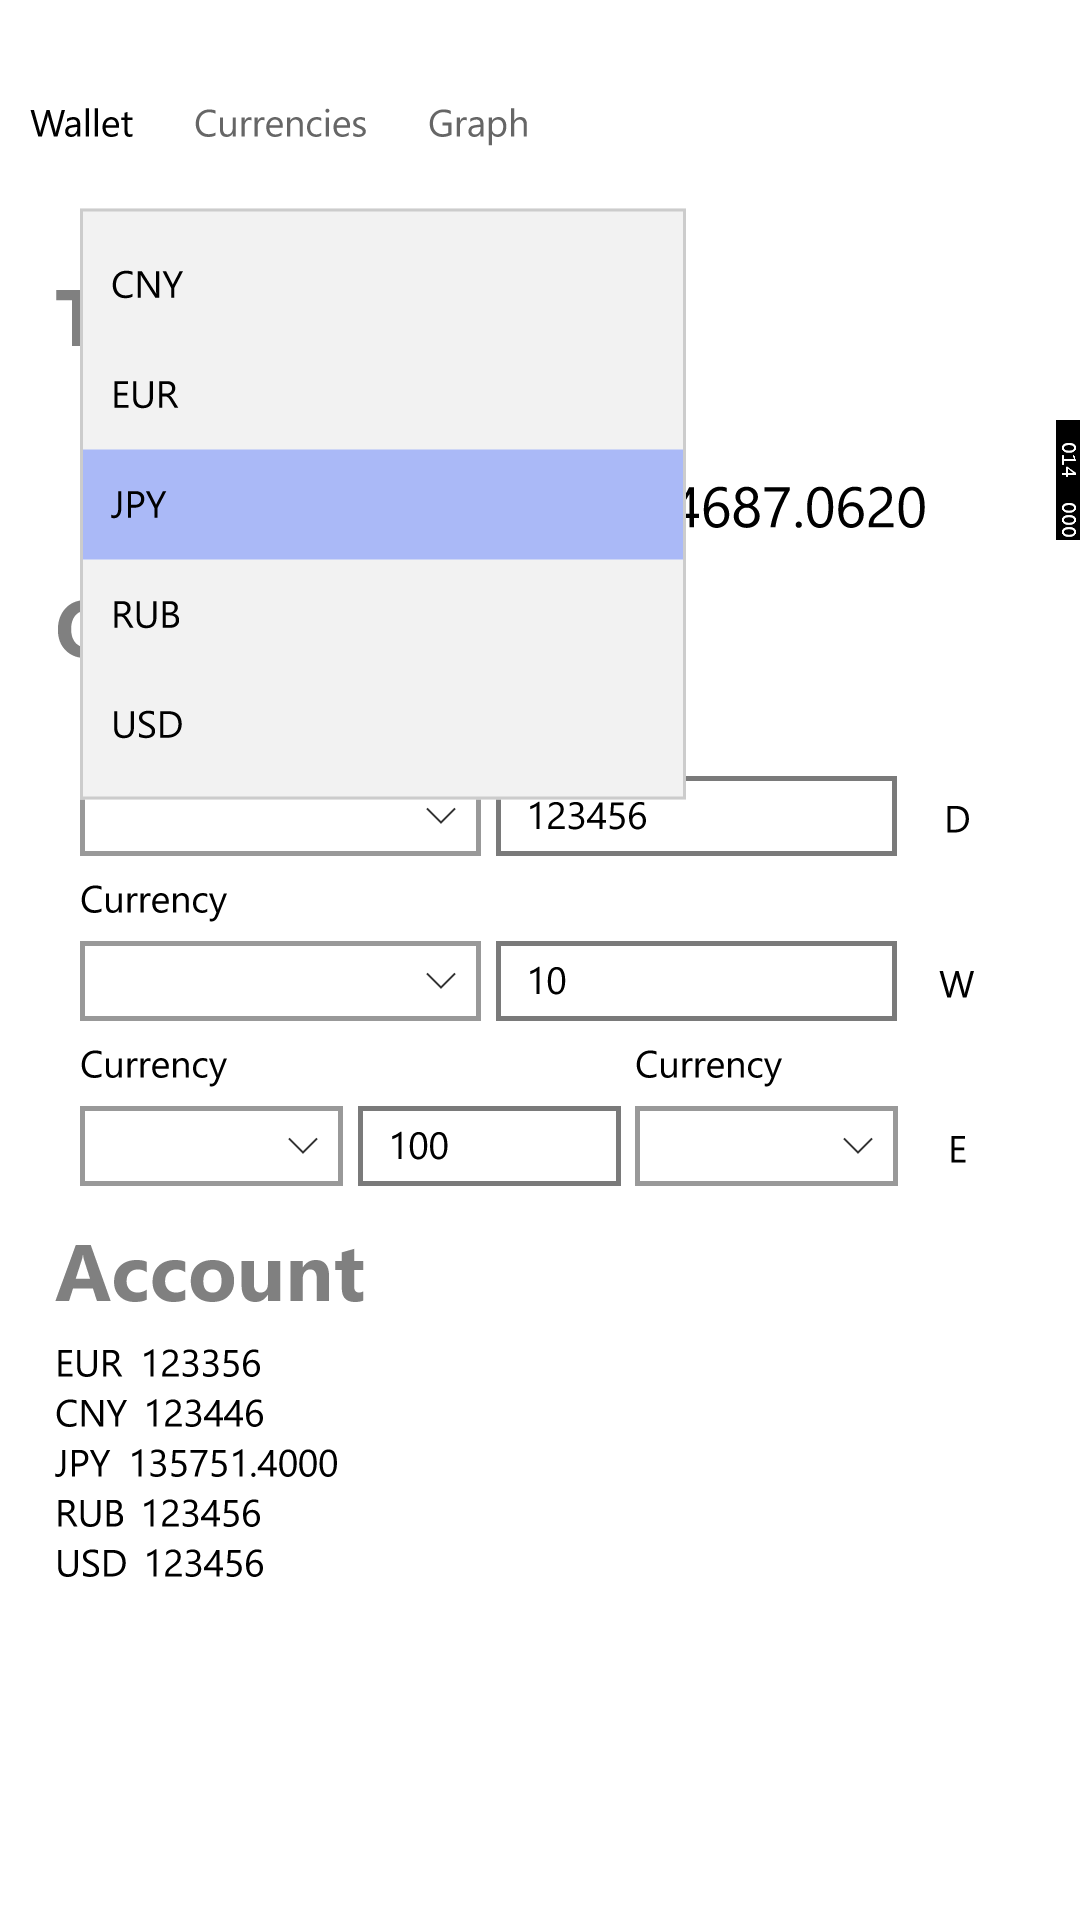 Wallet Currencies Graph
CNY
EUR
JPY
4687.0620
014 000
RUB
USD
123456 D
Currency
10 W
Currency Currency
100 E
Account
EUR 123356
CNY 123446
JPY 135751.4000
RUB 123456
USD 123456